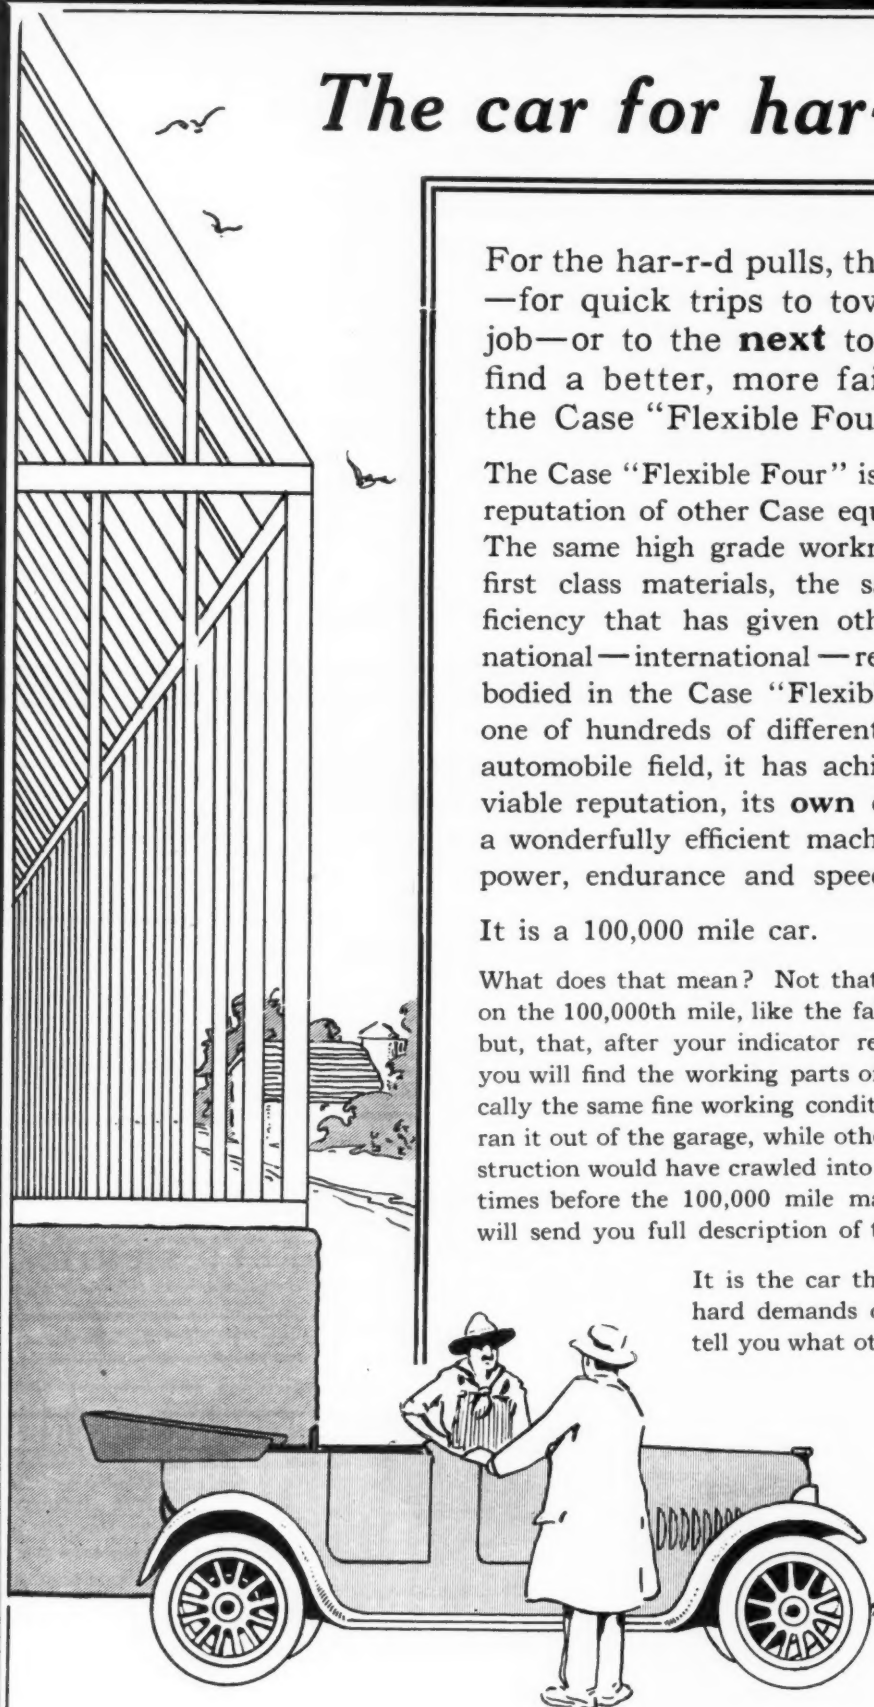 The car for har-
For the har-r-d pulls, th
—for quick trips to tov
job—or to the next to
find a better, more fai
the Case “Flexible Fou
The Case “Flexible Four” is
reputation of other Case equ
The same high grade workr
first class materials, the s
ficiency that has given oth
national—international—re
bodied in the Case “Flexib
one of hundreds of different
automobile field, it has achi
viable reputation, its own
a wonderfully efficient mach
power, endurance and speed
It is a 100,000 mile car.
What does that mean? Not that
on the 100,000th mile, like the fa
but, that, after your indicator re
you will find the working parts o
cally the same fine working condit
ran it out of the garage, while othe
struction would have crawled into
times before the 100,000 mile ma
will send you full description of t
It is the car th
hard demands
tell you what ot